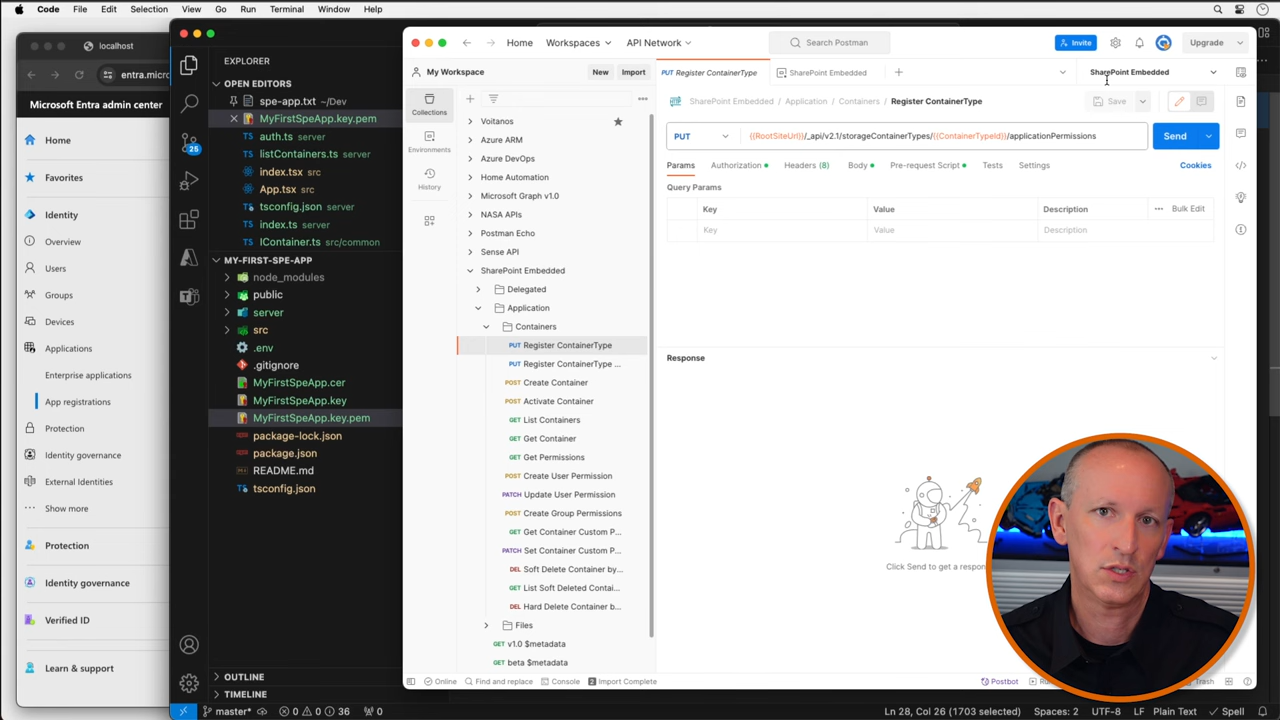 Code File Edit Selection View Go Run Terminal Window Help
localhost
entra.micro
Microsoft Entra admin center
Home
Favorites
Identity
Overview
Users
Groups
Devices
Applications
Enterprise applications
App registrations
Protection
Identity governance
External Identities
Show more
Protection
Identity governance
Verified ID
Learn & support
25
EXPLORER
OPEN EDITORS
spe-app.txt ~/Dev
MyFirstSpeApp.key.pem
TS auth.ts server
TS listContainers.ts server
index.tsx src
App.tsx src
tsconfig.json server
TS index.ts server
TS IContainer.ts src/common
MY-FIRST-SPE-APP
node_modules
public
server
src
.env
.gitignore
MyFirstSpeApp.cer
MyFirstSpeApp.key
MyFirstSpeApp.key.pem
package-lock.json
package.json
README.md
tsconfig.json
OUTLINE
TIMELINE
master* 0 0 36 0
Ln 28, Col 26 (1703 selected) Spaces: 2 UTF-8 LF Plain Text Spell
Home Workspaces API Network Search Postman Invite Upgrade
My Workspace New Import
PUT Register ContainerType SharePoint Embedded SharePoint Embedded
Collections
Environments
History
Voitanos
Azure ARM
Azure DevOps
Home Automation
Microsoft Graph v1.0
NASA APIs
Postman Echo
Sense API
SharePoint Embedded
Delegated
Application
Containers
PUT Register ContainerType
PUT Register ContainerType ...
POST Create Container
POST Activate Container
GET List Containers
GET Get Container
GET Get Permissions
POST Create User Permission
PATCH Update User Permission
POST Create Group Permissions
GET Get Container Custom P...
PATCH Set Container Custom P...
DEL Soft Delete Container by...
GET List Soft Deleted Contai...
DEL Hard Delete Container b...
Files
GET v1.0 $metadata
GET beta $metadata
SharePoint Embedded / Application / Containers / Register ContainerType Save
PUT {{RootSiteUrl}}/_api/v2.1/storageContainerTypes/{{ContainerTypeId}}/applicationPermissions Send
Params Authorization Headers (8) Body Pre-request Script Tests Settings Cookies
Query Params
Key Value Description Bulk Edit
Key Value Description
Response
Click Send to get a respon
Online Find and replace Console Import Complete Postbot Trash